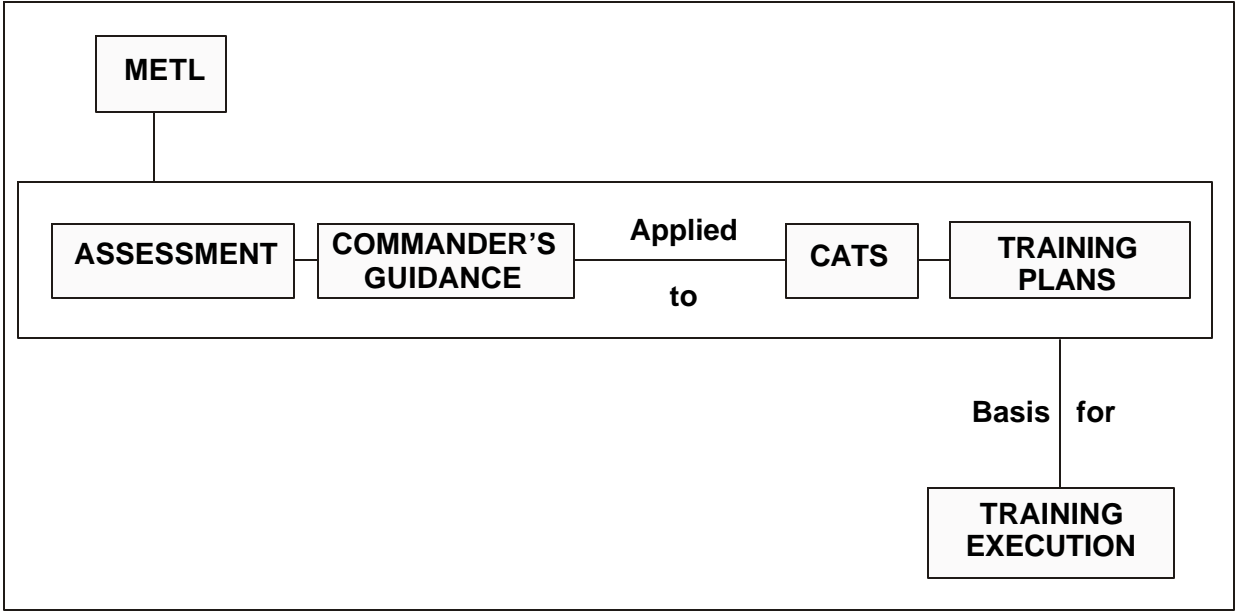 METL
ASSESSMENT
COMMANDER'S
GUIDANCE
Applied
to
CATS
TRAINING
PLANS
Basis for
TRAINING
EXECUTION